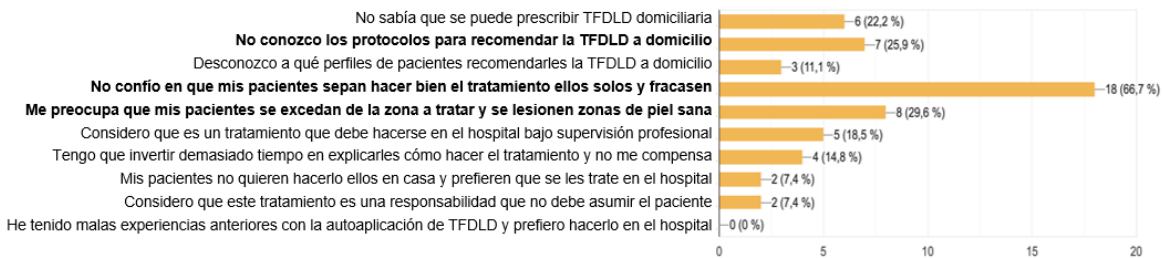 No sabía que se puede prescribir TFDLD domiciliaria 6 (22,2 %)
No conozco los protocolos para recomendar la TFDLD a domicilio 7 (25,9 %)
Desconozco a qué perfiles de pacientes recomendarles la TFDLD a domicilio 3 (11,1 %)
No confío en que mis pacientes sepan hacer bien el tratamiento ellos solos y fracasen 18 (66,7 %)
Me preocupa que mis pacientes se excedan de la zona a tratar y se lesionen zonas de piel sana 8 (29,6 %)
Considero que es un tratamiento que debe hacerse en el hospital bajo supervisión profesional 5 (18,5 %)
Tengo que invertir demasiado tiempo en explicarles cómo hacer el tratamiento y no me compensa 4 (14,8 %)
Mis pacientes no quieren hacerlo ellos en casa y prefieren que se les trate en el hospital 2 (7,4 %)
Considero que este tratamiento es una responsabilidad que no debe asumir el paciente 2 (7,4 %)
He tenido malas experiencias anteriores con la autoaplicación de TFDLD y prefiero hacerlo en el hospital 0 (0 %)
0 5 10 15 20